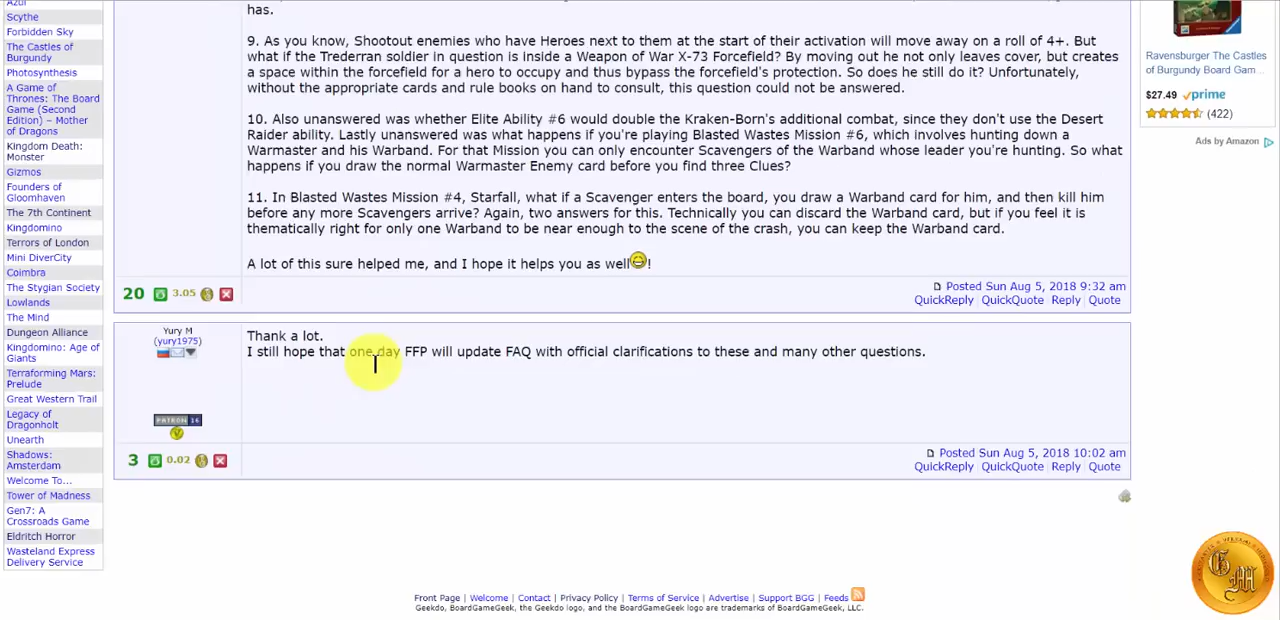 Azul
Scythe
Forbidden Sky
The Castles of
Burgundy
Photosynthesis
A Game of
Thrones: The Board
Game (Second
Edition) – Mother
of Dragons
Kingdom Death:
Monster
Gizmos
Founders of
Gloomhaven
The 7th Continent
Kingdomino
Terrors of London
Mini DiverCity
Coimbra
The Stygian Society
Lowlands
The Mind
Dungeon Alliance
Kingdomino: Age of
Giants
Terraforming Mars:
Prelude
Great Western Trail
Legacy of
Dragonholt
Unearth
Shadows:
Amsterdam
Welcome To...
Tower of Madness
Gen7: A
Crossroads Game
Eldritch Horror
Wasteland Express
Delivery Service
has.
9. As you know, Shootout enemies who have Heroes next to them at the start of their activation will move away on a roll of 4+. But
what if the Trederran soldier in question is inside a Weapon of War X-73 Forcefield? By moving out he not only leaves cover, but creates
a space within the forcefield for a hero to occupy and thus bypass the forcefield's protection. So does he still do it? Unfortunately,
without the appropriate cards and rule books on hand to consult, this question could not be answered.
10. Also unanswered was whether Elite Ability #6 would double the Kraken-Born's additional combat, since they don't use the Desert
Raider ability. Lastly unanswered was what happens if you're playing Blasted Wastes Mission #6, which involves hunting down a
Warmaster and his Warband. For that Mission you can only encounter Scavengers of the Warband whose leader you're hunting. So what
happens if you draw the normal Warmaster Enemy card before you find three Clues?
11. In Blasted Wastes Mission #4, Starfall, what if a Scavenger enters the board, you draw a Warband card for him, and then kill him
before any more Scavengers arrive? Again, two answers for this. Technically you can discard the Warband card, but if you feel it is
thematically right for only one Warband to be near enough to the scene of the crash, you can keep the Warband card.
A lot of this sure helped me, and I hope it helps you as well!
20 3.05
Posted Sun Aug 5, 2018 9:32 am
QuickReply QuickQuote Reply Quote
Yury M
(yury1975)
PATRON 16
Thank a lot.
I still hope that one day FFP will update FAQ with official clarifications to these and many other questions.
3 0.02
Posted Sun Aug 5, 2018 10:02 am
QuickReply QuickQuote Reply Quote
Ravensburger The Castles
of Burgundy Board Gam...
$27.49 prime
(422)
Ads by Amazon
GM
Front Page | Welcome | Contact | Privacy Policy | Terms of Service | Advertise | Support BGG | Feeds
Geekdo, BoardGameGeek, the Geekdo logo, and the BoardGameGeek logo are trademarks of BoardGameGeek, LLC.